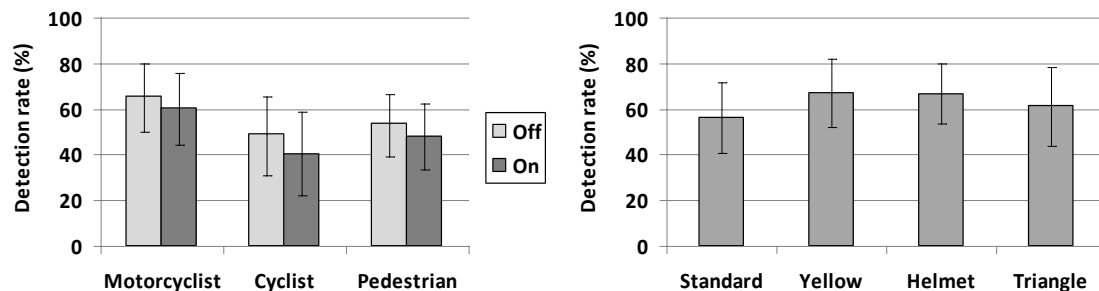 Detection rate (%)
100
80
60
40
20
0
Motorcyclist Cyclist Pedestrian
Off
On
Detection rate (%)
100
80
60
40
20
0
Standard Yellow Helmet Triangle